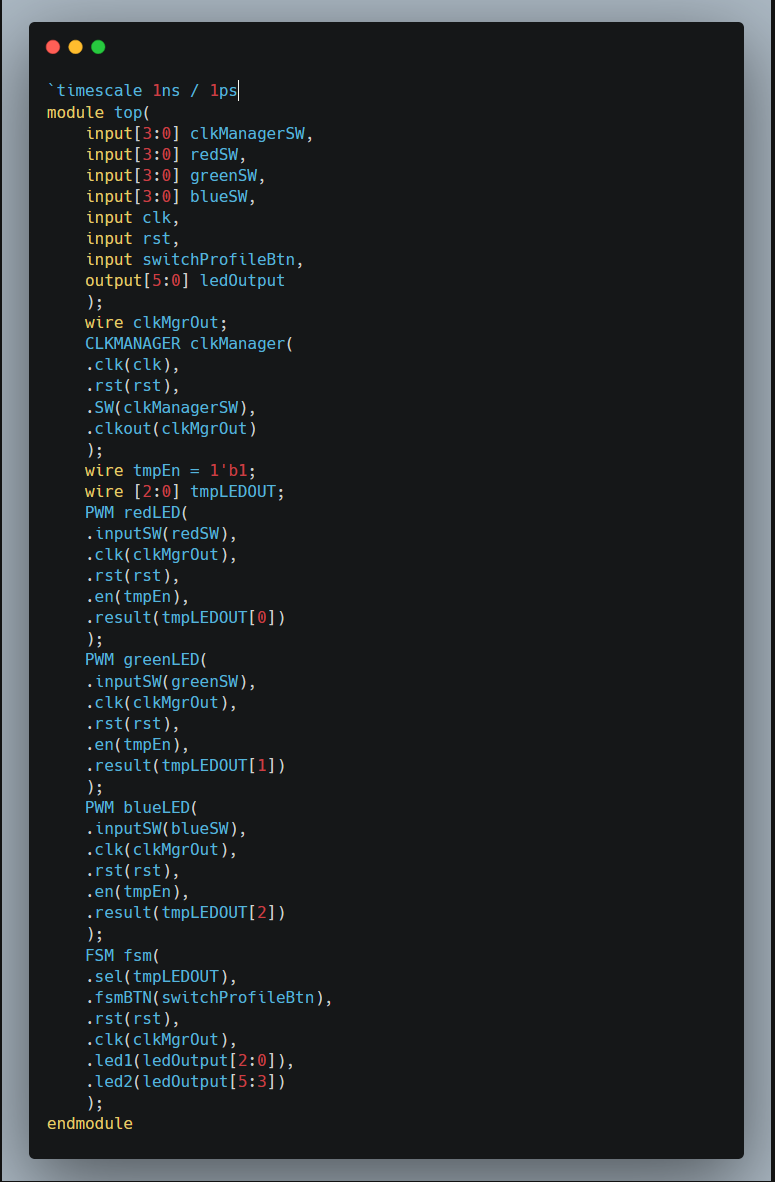 `timescale 1ns / 1ps
module top(
    input[3:0] clkManagerSW,
    input[3:0] redSW,
    input[3:0] greenSW,
    input[3:0] blueSW,
    input clk,
    input rst,
    input switchProfileBtn,
    output[5:0] ledOutput
    );
    wire clkMgrOut;
    CLKMANAGER clkManager(
    .clk(clk),
    .rst(rst),
    .SW(clkManagerSW),
    .clkout(clkMgrOut)
    );
    wire tmpEn = 1'b1;
    wire [2:0] tmpLEDOUT;
    PWM redLED(
    .inputSW(redSW),
    .clk(clkMgrOut),
    .rst(rst),
    .en(tmpEn),
    .result(tmpLEDOUT[0])
    );
    PWM greenLED(
    .inputSW(greenSW),
    .clk(clkMgrOut),
    .rst(rst),
    .en(tmpEn),
    .result(tmpLEDOUT[1])
    );
    PWM blueLED(
    .inputSW(blueSW),
    .clk(clkMgrOut),
    .rst(rst),
    .en(tmpEn),
    .result(tmpLEDOUT[2])
    );
    FSM fsm(
    .sel(tmpLEDOUT),
    .fsmBTN(switchProfileBtn),
    .rst(rst),
    .clk(clkMgrOut),
    .led1(ledOutput[2:0]),
    .led2(ledOutput[5:3])
    );
endmodule